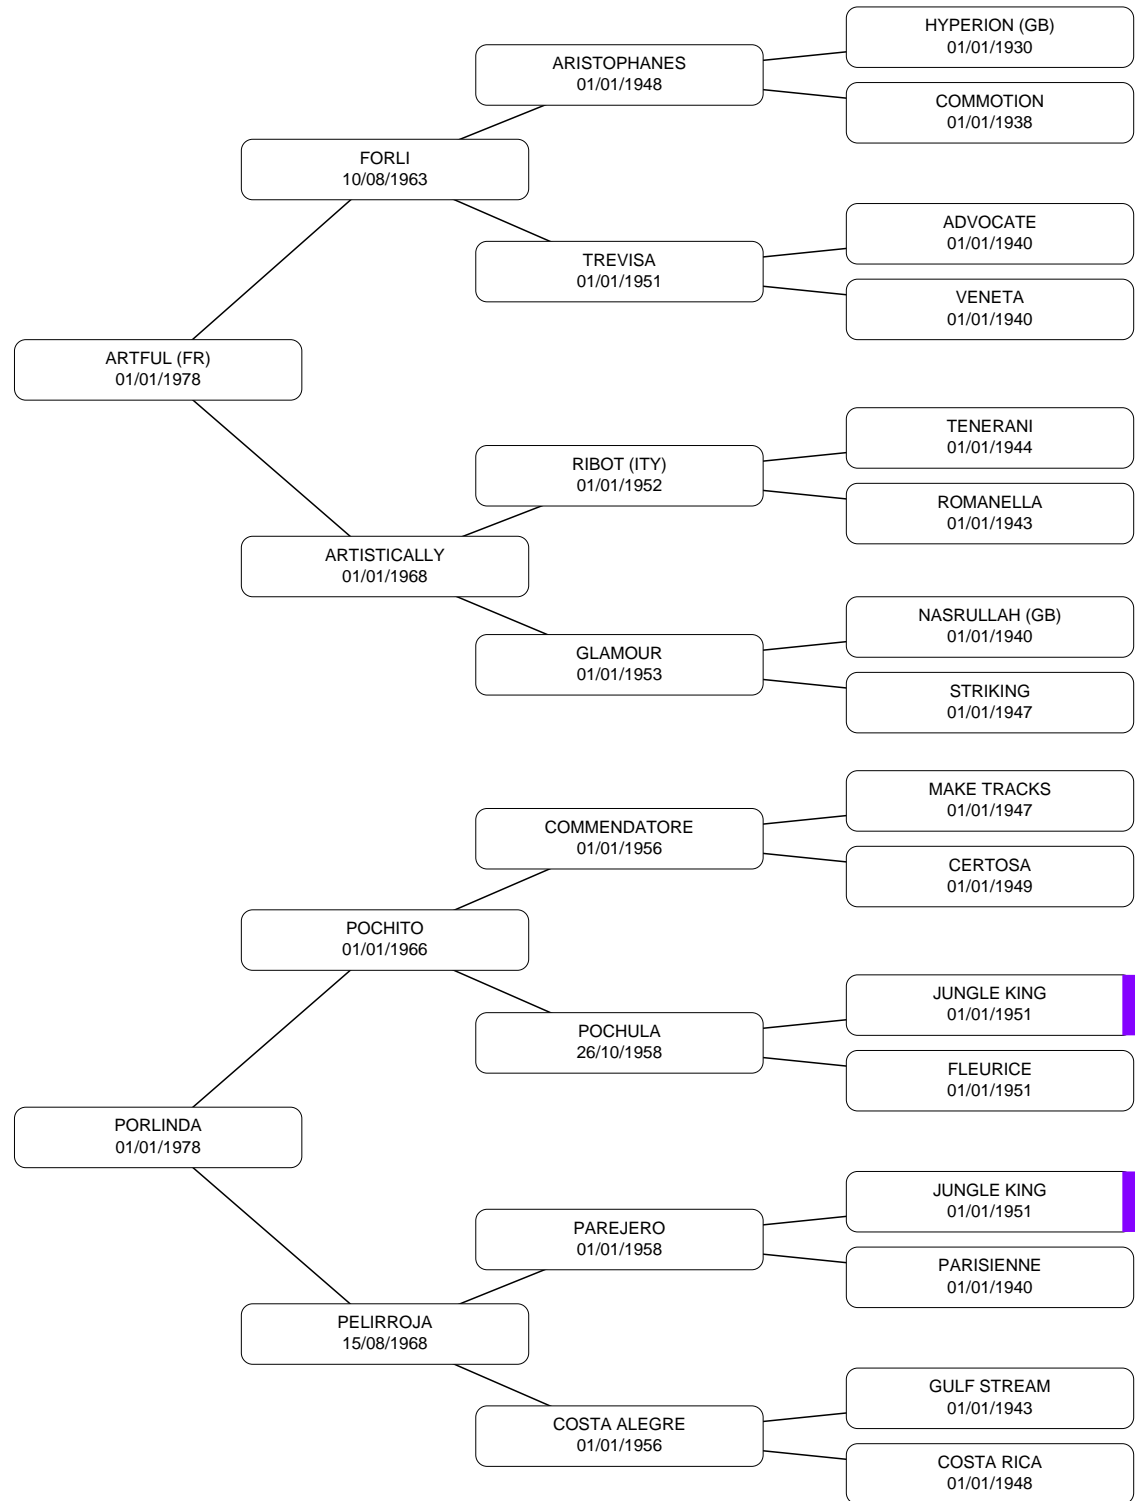 HYPERION (GB)
01/01/1930
ARISTOPHANES
01/01/1948
COMMOTION
01/01/1938
FORLI
10/08/1963
ADVOCATE
01/01/1940
TREVISA
01/01/1951
VENETA
01/01/1940
ARTFUL (FR)
01/01/1978
TENERANI
01/01/1944
RIBOT (ITY)
01/01/1952
ROMANELLA
01/01/1943
ARTISTICALLY
01/01/1968
NASRULLAH (GB)
01/01/1940
GLAMOUR
01/01/1953
STRIKING
01/01/1947
MAKE TRACKS
01/01/1947
COMMENDATORE
01/01/1956
CERTOSA
01/01/1949
POCHITO
01/01/1966
JUNGLE KING
01/01/1951
POCHULA
26/10/1958
FLEURICE
01/01/1951
PORLINDA
01/01/1978
JUNGLE KING
01/01/1951
PAREJERO
01/01/1958
PARISIENNE
01/01/1940
PELIRROJA
15/08/1968
GULF STREAM
01/01/1943
COSTA ALEGRE
01/01/1956
COSTA RICA
01/01/1948